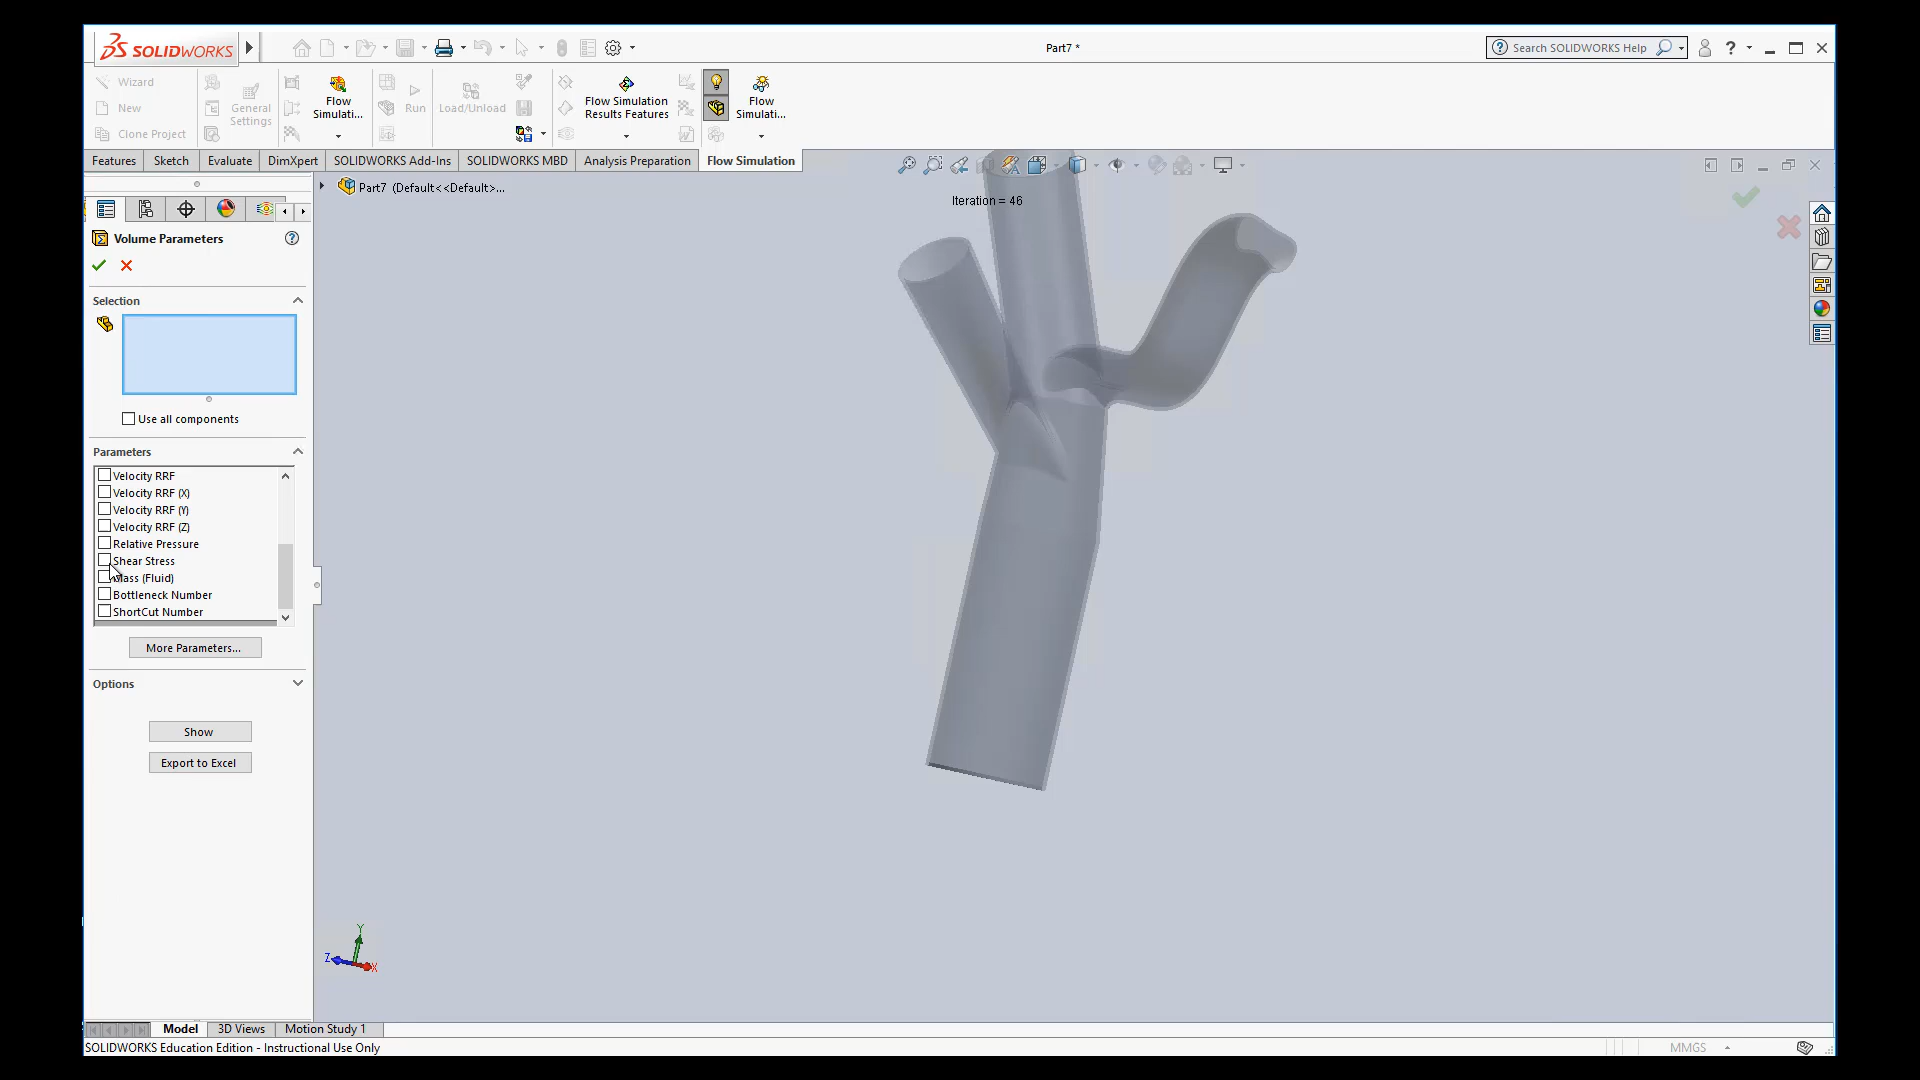 SOLIDWORKS
Part7 *
Search SOLIDWORKS Help
?
Wizard
New
Clone Project
General
Settings
Flow
Simulati...
Run
Load/Unload
Flow Simulation
Results Features
Flow
Simulati...
Features
Sketch
Evaluate
DimXpert
SOLIDWORKS Add-Ins
SOLIDWORKS MBD
Analysis Preparation
Flow Simulation
Part7 (Default<<Default>...
Iteration = 46
Volume Parameters
?
Selection
Use all components
Parameters
Velocity RRF
Velocity RRF (X)
Velocity RRF (Y)
Velocity RRF (Z)
Relative Pressure
Shear Stress
Mass (Fluid)
Bottleneck Number
ShortCut Number
More Parameters...
Options
Show
Export to Excel
Y
Z
X
Model
3D Views
Motion Study 1
SOLIDWORKS Education Edition - Instructional Use Only
MMGS